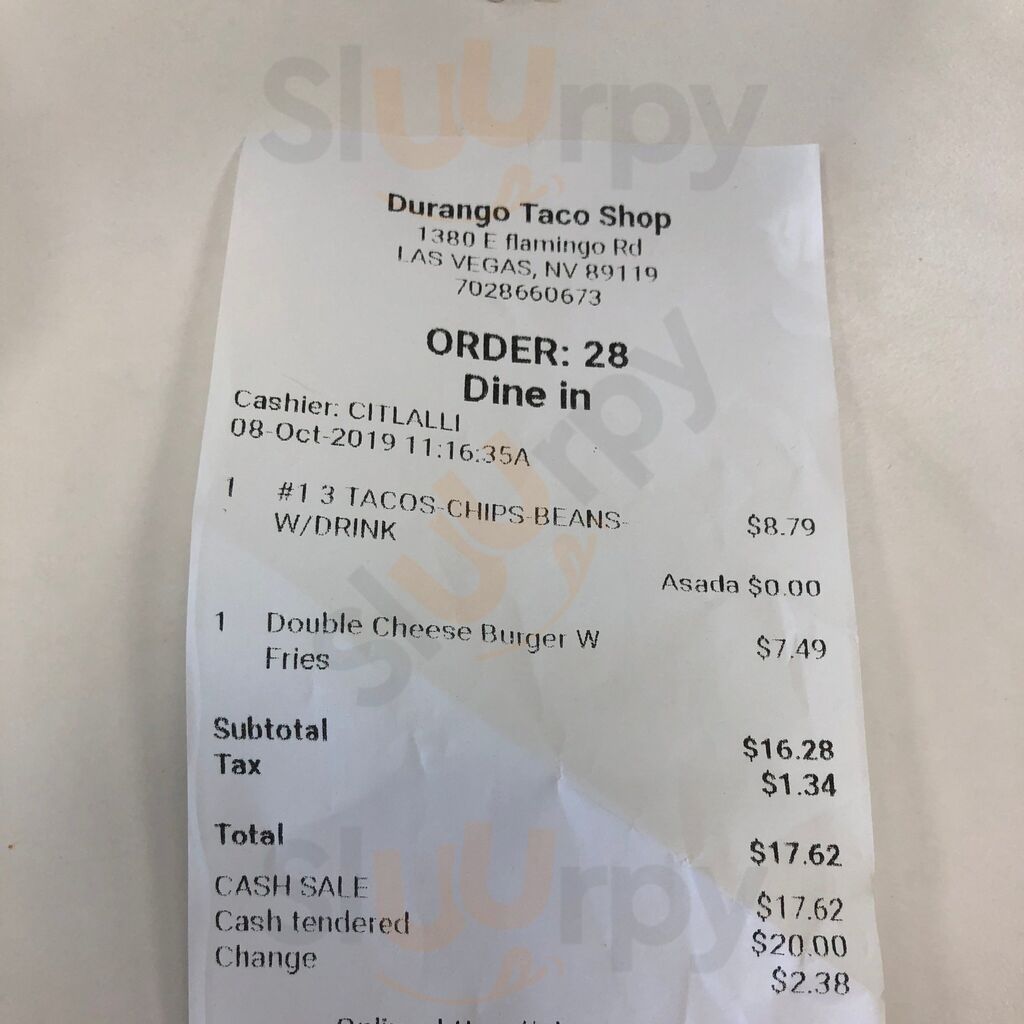 Sluurpy
Durango Taco Shop
1380 E flamingo Rd
LAS VEGAS, NV 89119
7028660673
ORDER: 28
Dine in
Cashier: CITLALLI
08-Oct-2019 11:16:35A
1 #1 3 TACOS-CHIPS-BEANS- $8.79
W/DRINK
Asada $0.00
1 Double Cheese Burger W $7.49
Fries
Sluurpy
Subtotal $16.28
Tax $1.34
Total $17.62
CASH SALE $17.62
Cash tendered $20.00
Change $2.38
Sluurpy